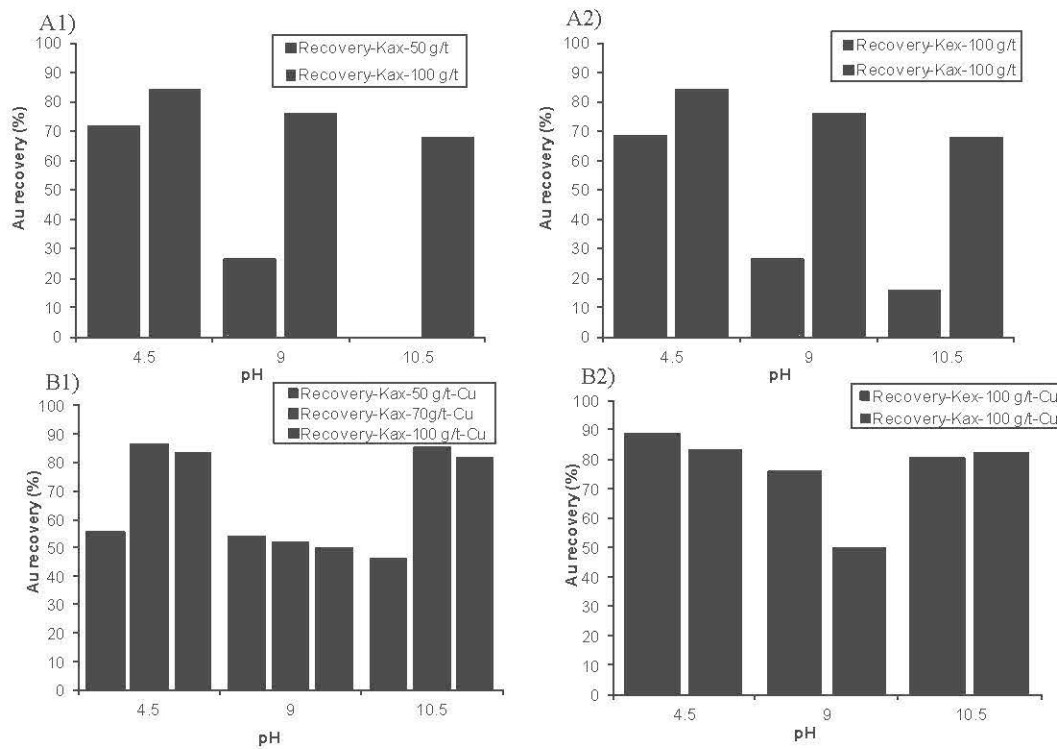 A1)
Recovery-Kax-50 g/t
Recovery-Kax-100 g/t
Au recovery (%)
100
90
80
70
60
50
40
30
20
10
0
4.5
9
10.5
pH
A2)
Recovery-Kex-100 g/t
Recovery-Kax-100 g/t
Au recovery (%)
100
90
80
70
60
50
40
30
20
10
0
4.5
9
10.5
pH
B1)
Recovery-Kax-50 g/t-Cu
Recovery-Kax-70g/t-Cu
Recovery-Kax-100 g/t-Cu
Au recovery (%)
100
90
80
70
60
50
40
30
20
10
0
4.5
9
10.5
pH
B2)
Recovery-Kex-100 g/t-Cu
Recovery-Kax-100 g/t-Cu
Au recovery (%)
100
90
80
70
60
50
40
30
20
10
0
4.5
9
10.5
pH